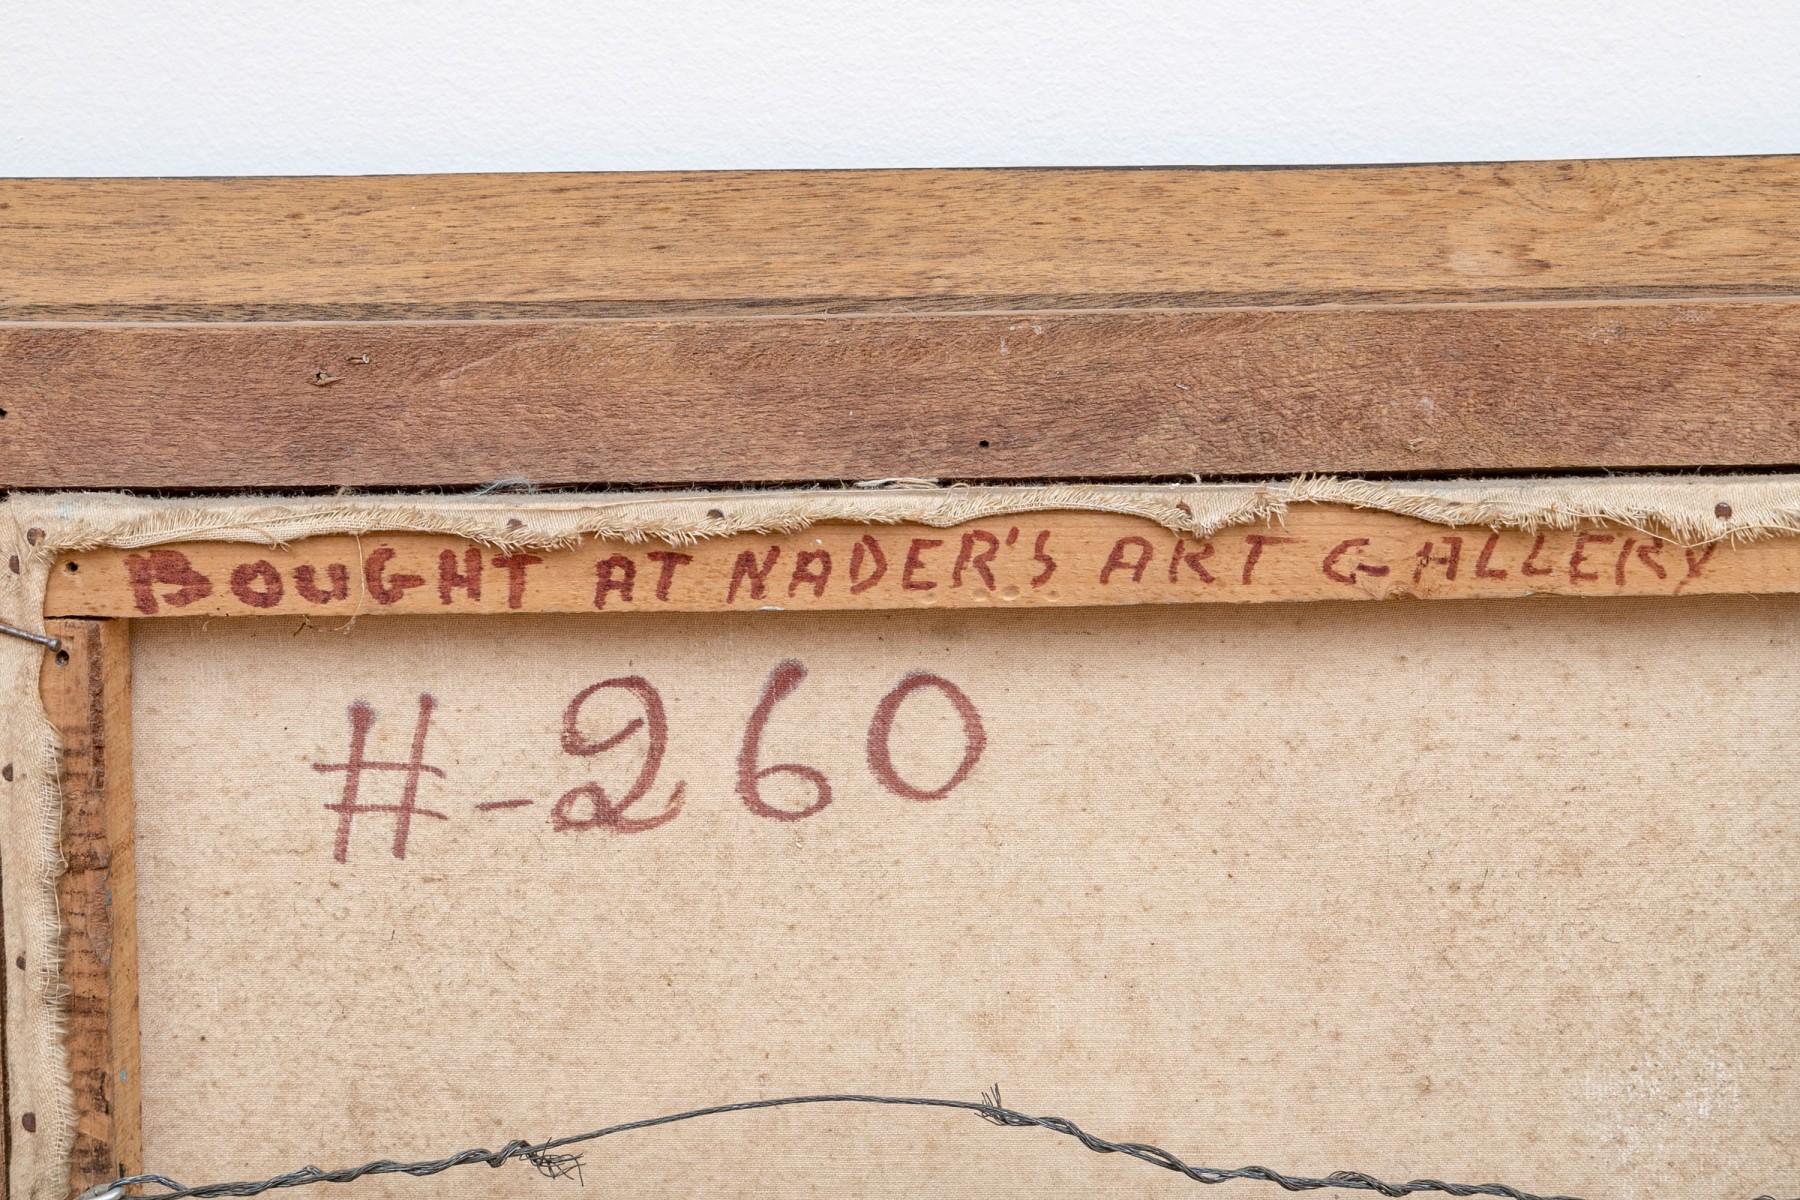 BOUGHT AT NADER'S ART GALLERY
#-260